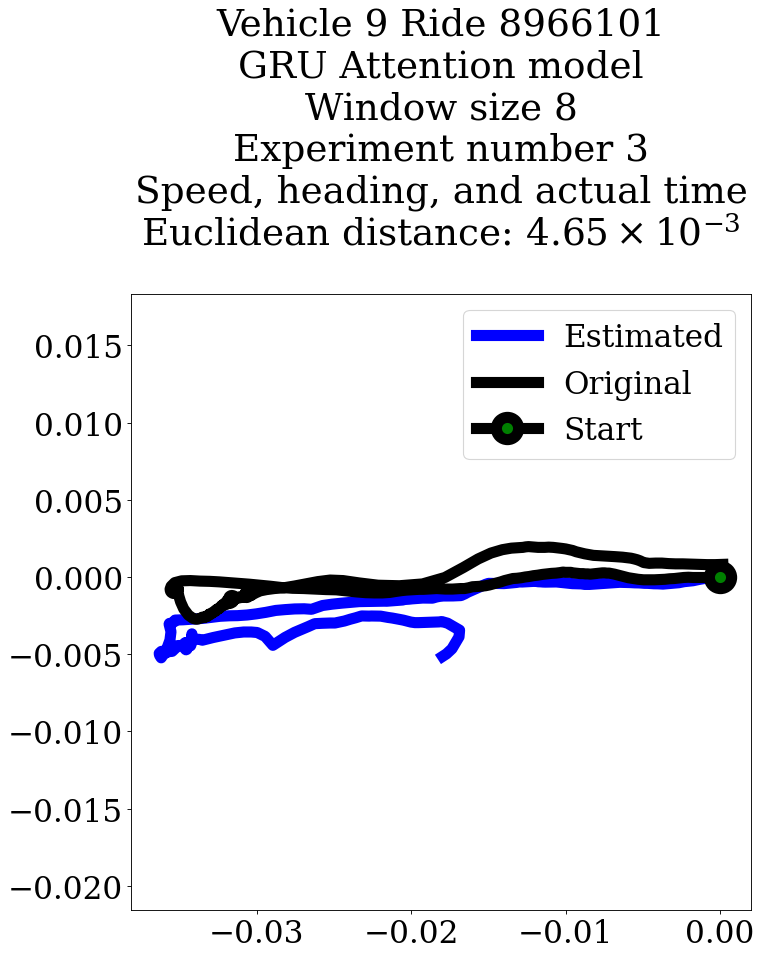 Vehicle 9 Ride 8966101
GRU Attention model
Window size 8
Experiment number 3
Speed, heading, and actual time
Euclidean distance: 4.65 × 10⁻³
Estimated
Original
Start
0.015
0.010
0.005
0.000
−0.005
−0.010
−0.015
−0.020
−0.03
−0.02
−0.01
0.00